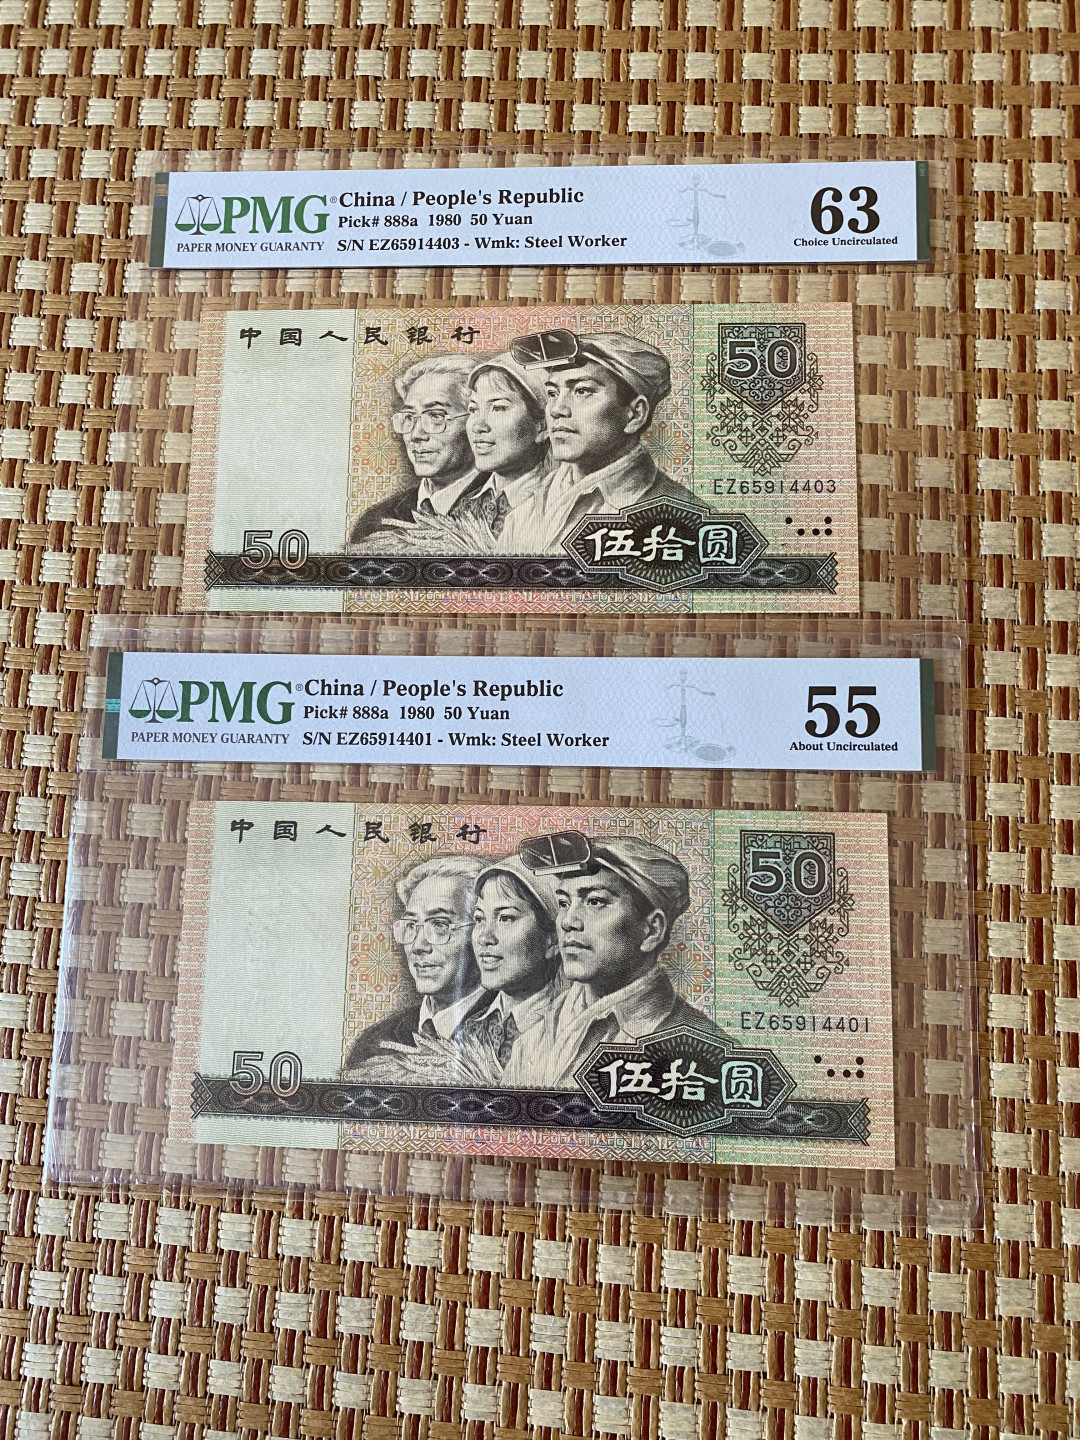 PMG® China / People's Republic
Pick# 888a 1980 50 Yuan
PAPER MONEY GUARANTY S/N EZ65914403 - Wmk: Steel Worker
63
Choice Uncirculated
中国人民银行
50
EZ65914403
50
伍拾圆
PMG® China / People's Republic
Pick# 888a 1980 50 Yuan
PAPER MONEY GUARANTY S/N EZ65914401 - Wmk: Steel Worker
55
About Uncirculated
中国人民银行
50
EZ65914401
50
伍拾圆